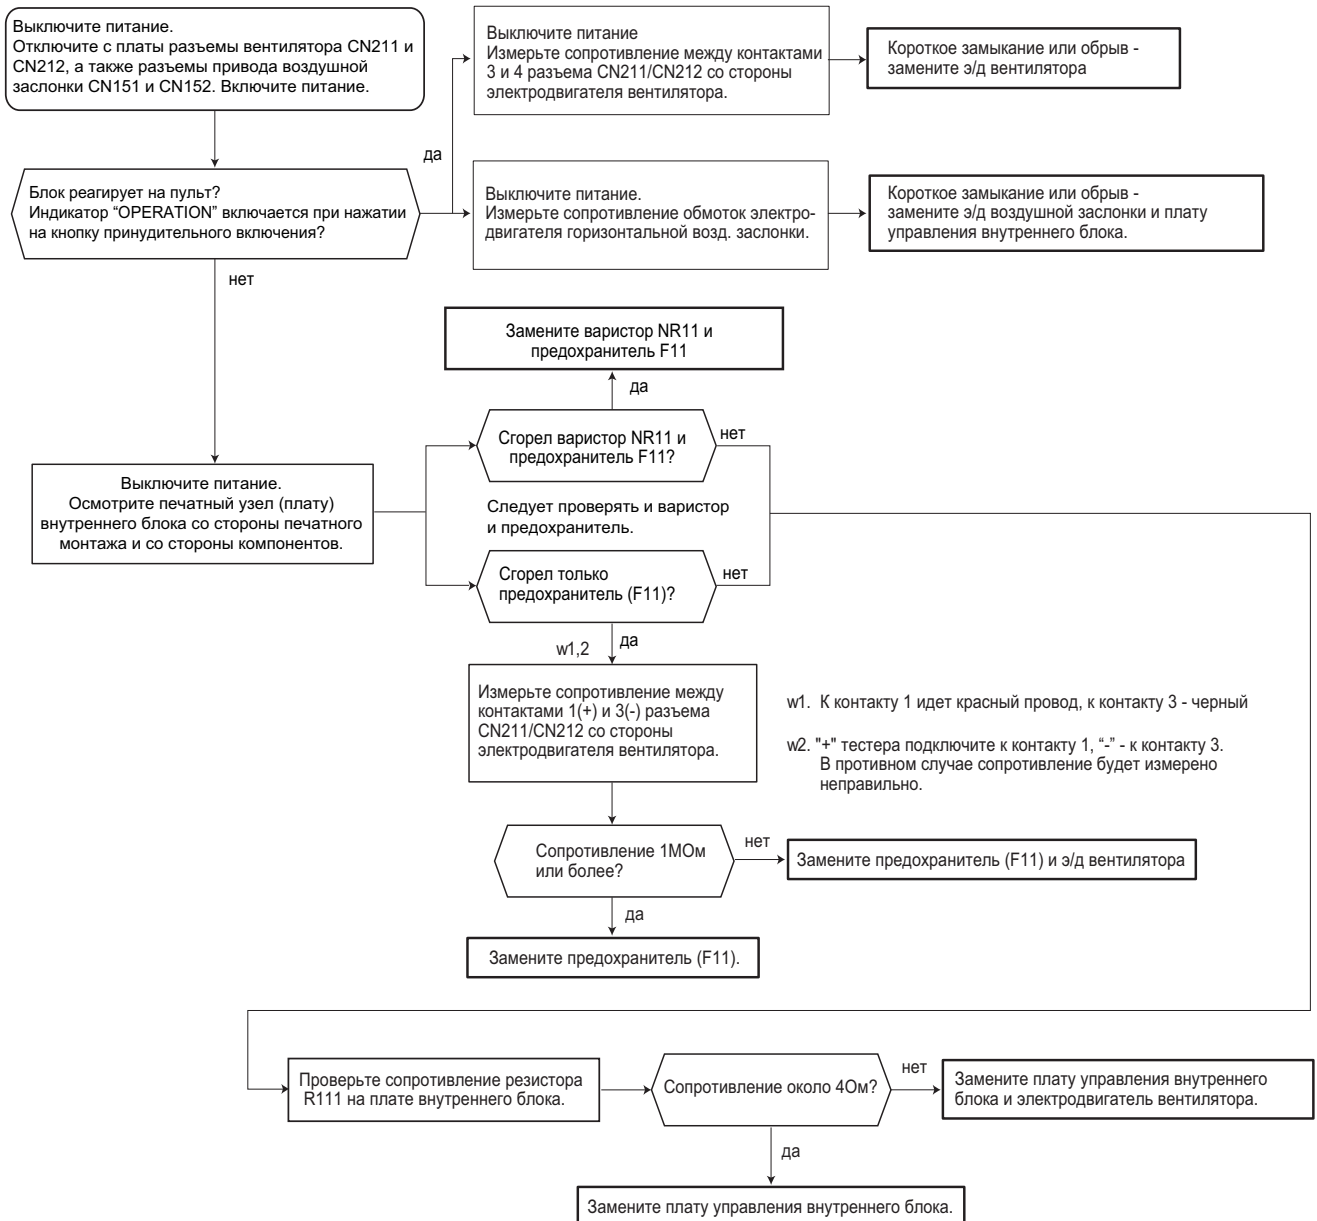 Выключите питание.
Отключите с платы разъемы вентилятора CN211 и
CN212, а также разъемы привода воздушной
заслонки CN151 и CN152. Включите питание.
Выключите питание
Измерьте сопротивление между контактами
3 и 4 разъема CN211/CN212 со стороны
электродвигателя вентилятора.
Короткое замыкание или обрыв -
замените э/д вентилятора
да
Блок реагирует на пульт?
Индикатор “OPERATION” включается при нажатии
на кнопку принудительного включения?
Выключите питание.
Измерьте сопротивление обмоток электро-
двигателя горизонтальной возд. заслонки.
Короткое замыкание или обрыв -
замените э/д воздушной заслонки и плату
управления внутреннего блока.
нет
Замените варистор NR11 и
предохранитель F11
да
Сгорел варистор NR11 и
предохранитель F11?
нет
Выключите питание.
Осмотрите печатный узел (плату)
внутреннего блока со стороны печатного
монтажа и со стороны компонентов.
Следует проверять и варистор
и предохранитель.
Сгорел только
предохранитель (F11)?
нет
w1,2
да
Измерьте сопротивление между
контактами 1(+) и 3(-) разъема
CN211/CN212 со стороны
электродвигателя вентилятора.
w1. К контакту 1 идет красный провод, к контакту 3 - черный
w2. "+" тестера подключите к контакту 1, “-” - к контакту 3.
В противном случае сопротивление будет измерено
неправильно.
Сопротивление 1МОм
или более?
нет
Замените предохранитель (F11) и э/д вентилятора
да
Замените предохранитель (F11).
Проверьте сопротивление резистора
R111 на плате внутреннего блока.
Сопротивление около 4Ом?
нет
Замените плату управления внутреннего
блока и электродвигатель вентилятора.
да
Замените плату управления внутреннего блока.